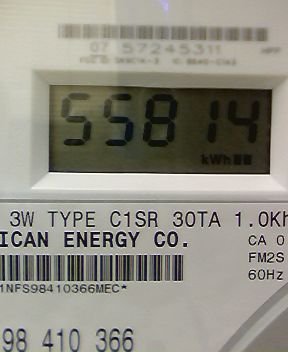 07 57245311
55814
kWh
3W TYPE C1SR 30TA 1.0Kh
ICAN ENERGY CO.
CA 0
FM2S
60Hz
1NFS98410366MEC*
98 410 366